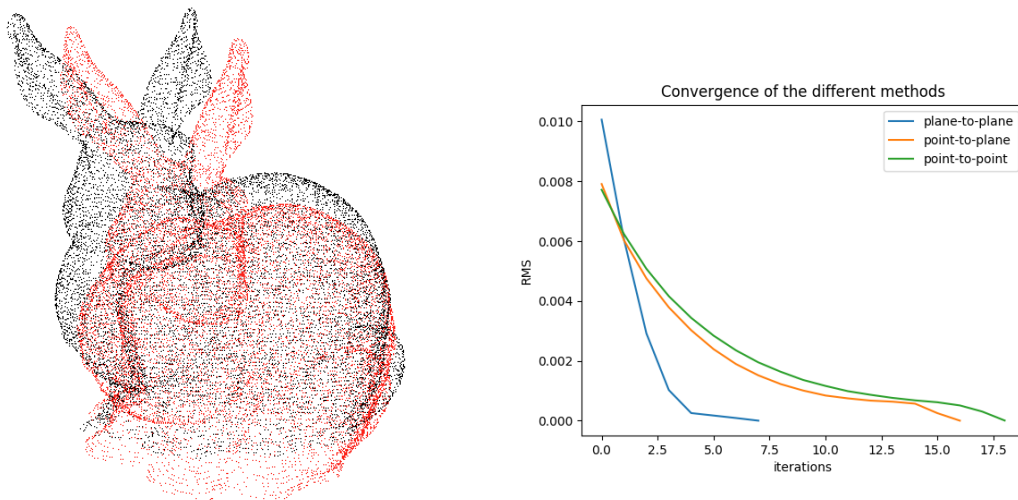 Convergence of the different methods
plane-to-plane
point-to-plane
point-to-point
0.010
0.008
0.006
0.004
0.002
0.000
RMS
0.0 2.5 5.0 7.5 10.0 12.5 15.0 17.5
iterations